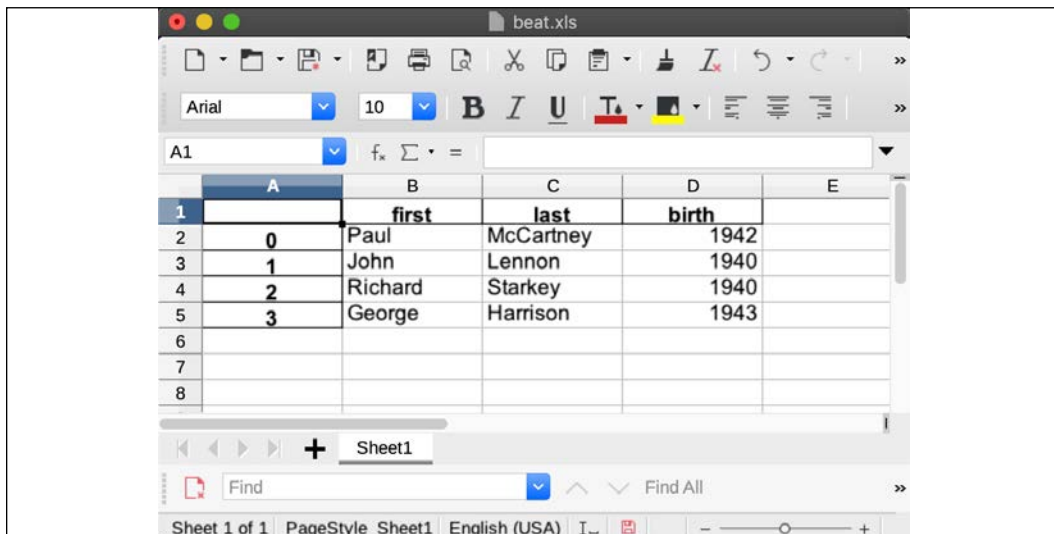 beat.xls
Arial 10 B I U
A1 fx Σ =
A B C D E
1 first last birth
2 0 Paul McCartney 1942
3 1 John Lennon 1940
4 2 Richard Starkey 1940
5 3 George Harrison 1943
6
7
8
Sheet1
Find Find All
Sheet 1 of 1 PageStyle_Sheet1 English (USA)